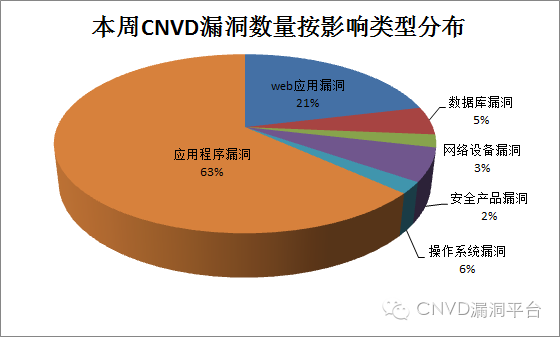 本周CNVD漏洞数量按影响类型分布
web应用漏洞
21%
数据库漏洞
5%
网络设备漏洞
3%
安全产品漏洞
2%
操作系统漏洞
6%
应用程序漏洞
63%
CNVD漏洞平台